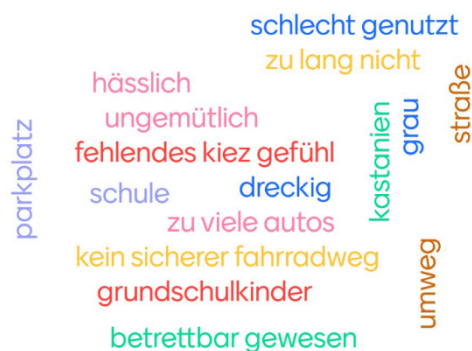 schlecht genutzt
zu lang nicht
hässlich
ungemütlich
fehlendes kiez gefühl
schule
dreckig
zu viele autos
kein sicherer fahrradweg
grundschulkinder
betrettbar gewesen
parkplatz
kastanien
grau
straße
umweg